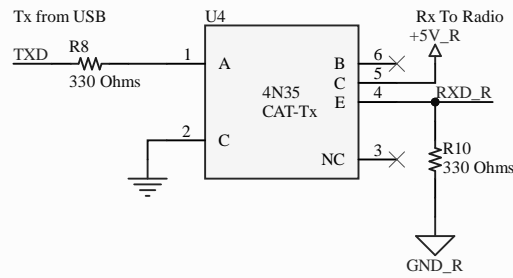 Tx from USB
U4
Rx To Radio
+5V_R
TXD
R8
330 Ohms
1
A
B
6
C
5
4N35
CAT-Tx
E
4
RXD_R
2
C
NC
3
R10
330 Ohms
GND_R